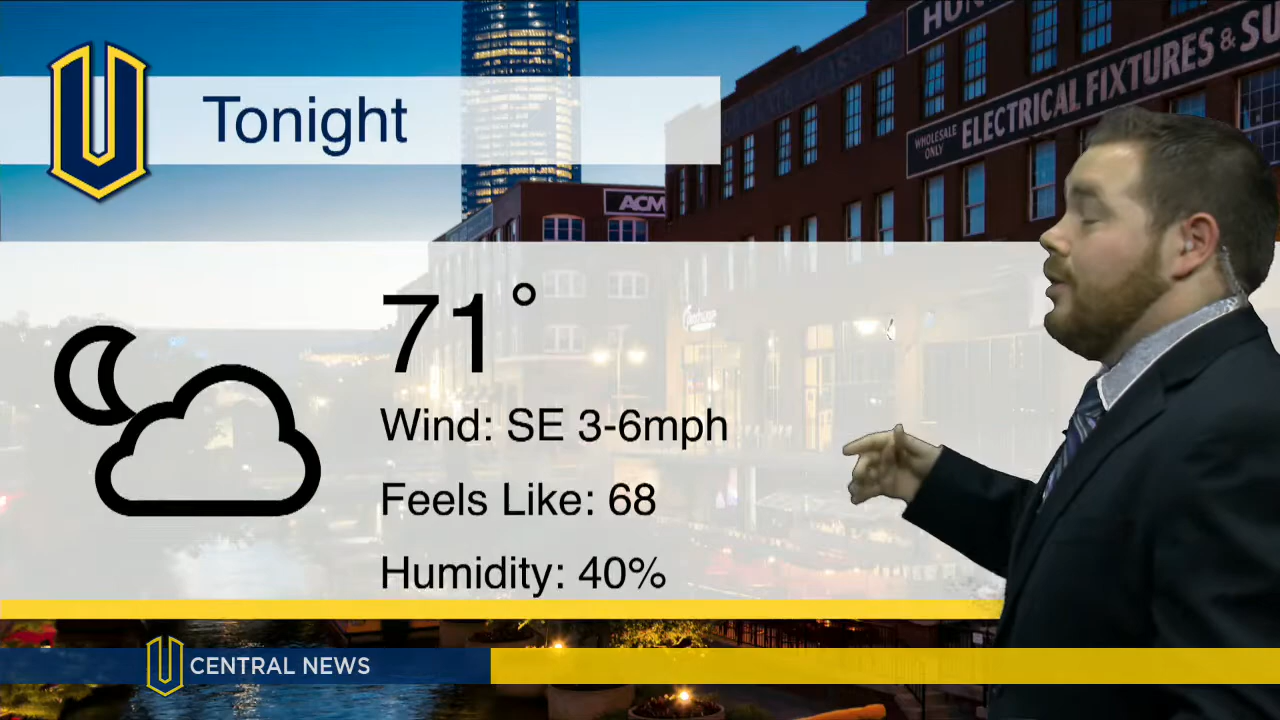 HUN
ELECTRICAL FIXTURES & SU
WHOLESALE
ONLY
Tonight
ACM
71°
Wind: SE 3-6mph
Feels Like: 68
Humidity: 40%
U CENTRAL NEWS